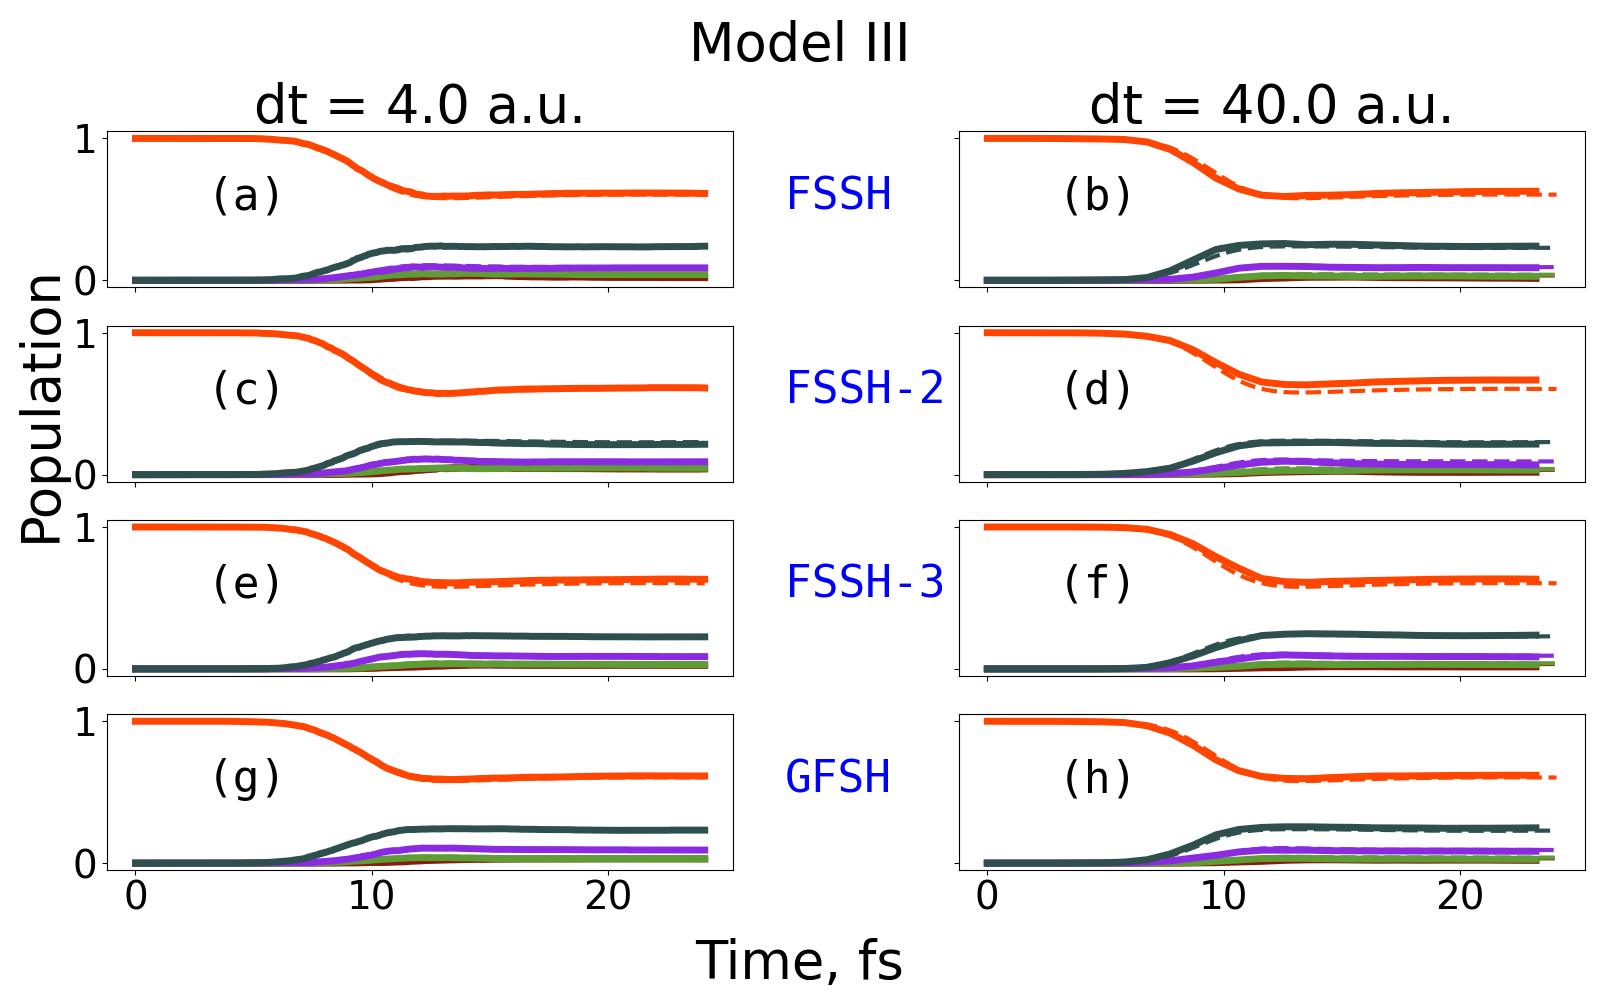 Model III
dt = 4.0 a.u.
dt = 40.0 a.u.
Population
1
0
(a)
FSSH
(b)
1
0
(c)
FSSH-2
(d)
1
0
(e)
FSSH-3
(f)
1
0
(g)
GFSH
(h)
0 10 20
0 10 20
Time, fs